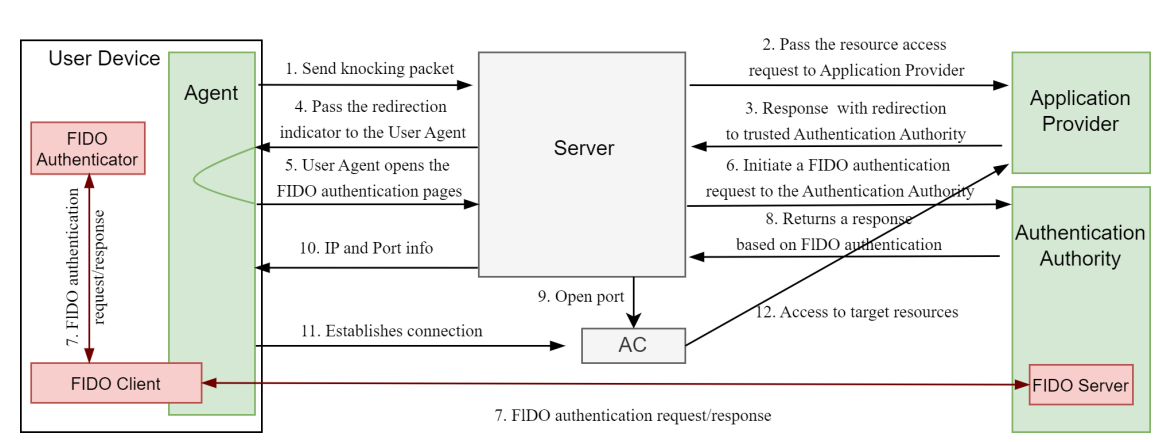 User Device
Agent
FIDO
Authenticator
7. FIDO authentication
request/response
FIDO Client
1. Send knocking packet
4. Pass the redirection
indicator to the User Agent
5. User Agent opens the
FIDO authentication pages
10. IP and Port info
11. Establishes connection
Server
9. Open port
AC
2. Pass the resource access
request to Application Provider
3. Response with redirection
to trusted Authentication Authority
6. Initiate a FIDO authentication
request to the Authentication Authority
8. Returns a response
based on FIDO authentication
12. Access to target resources
Application
Provider
Authentication
Authority
FIDO Server
7. FIDO authentication request/response